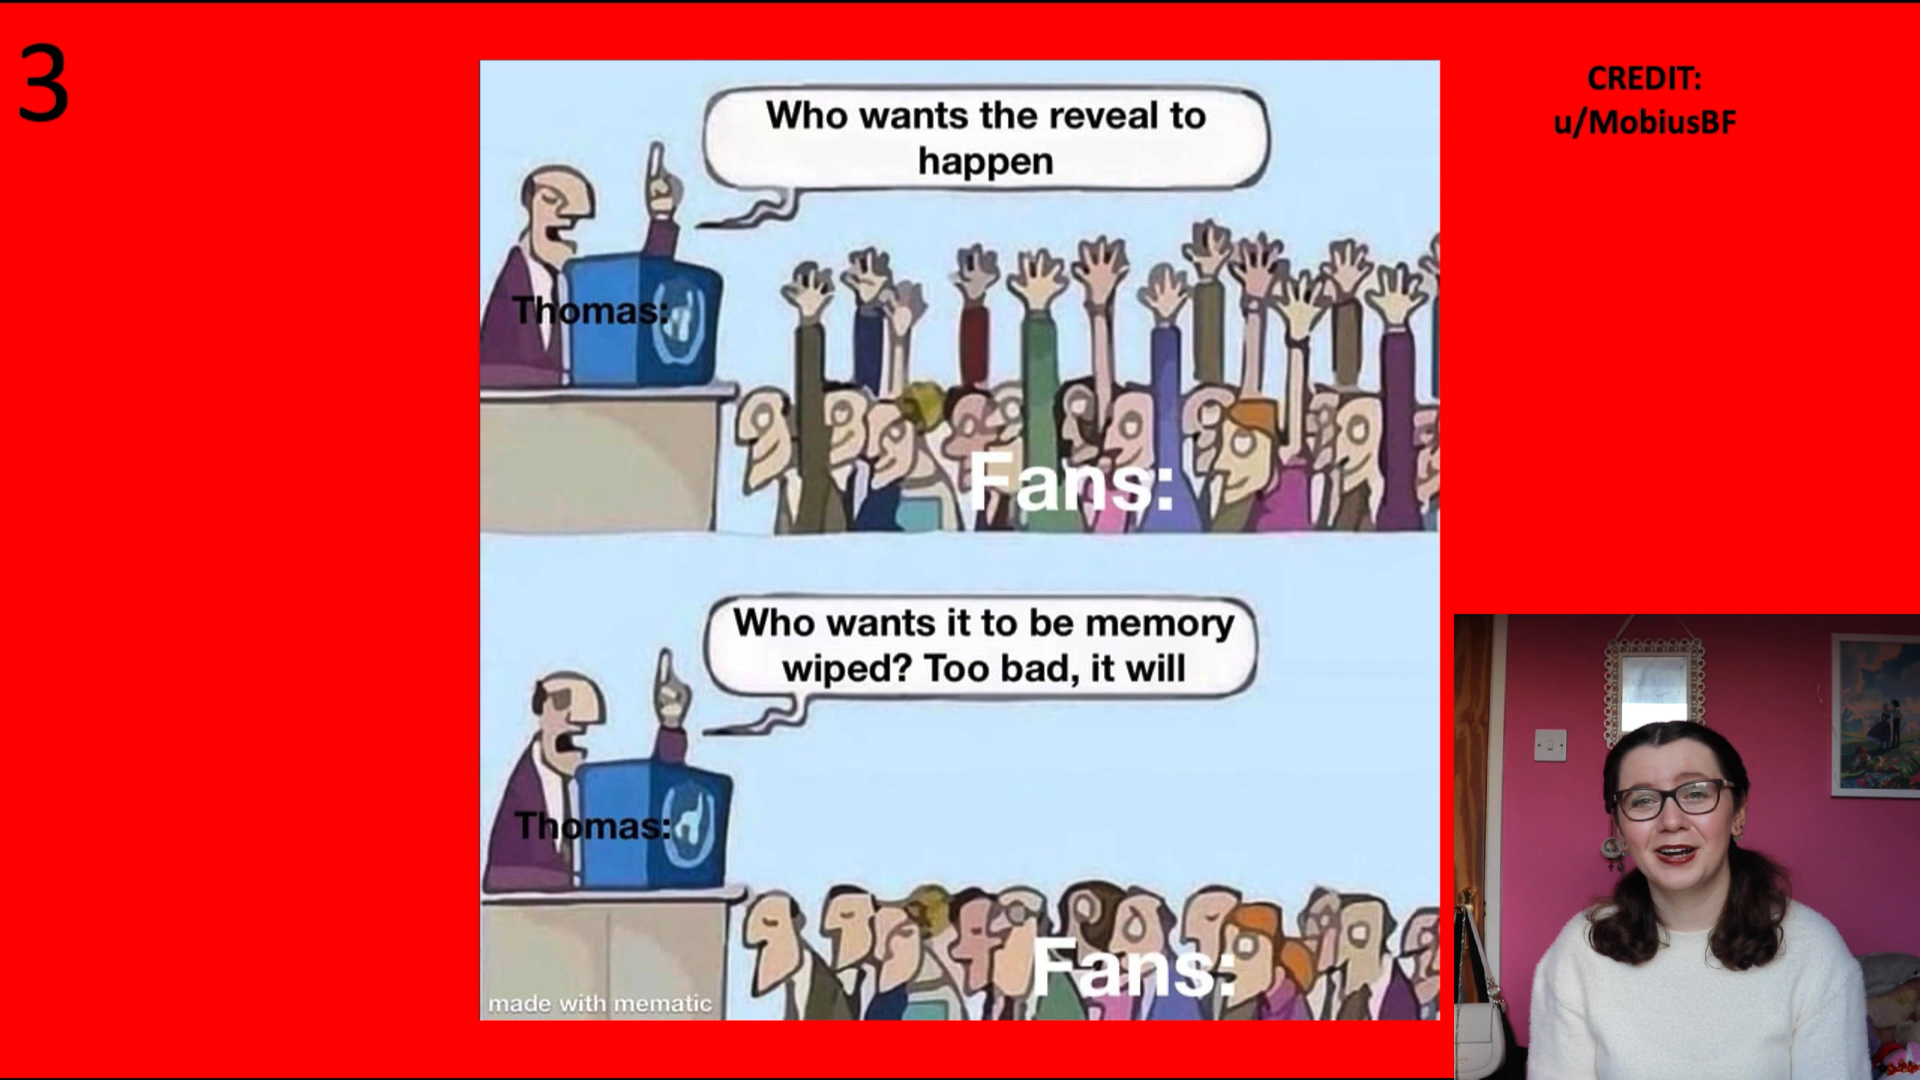 3
CREDIT:
u/MobiusBF
Who wants the reveal to
happen
Thomas:
Fans:
Who wants it to be memory
wiped? Too bad, it will
Thomas:
Fans:
made with mematic